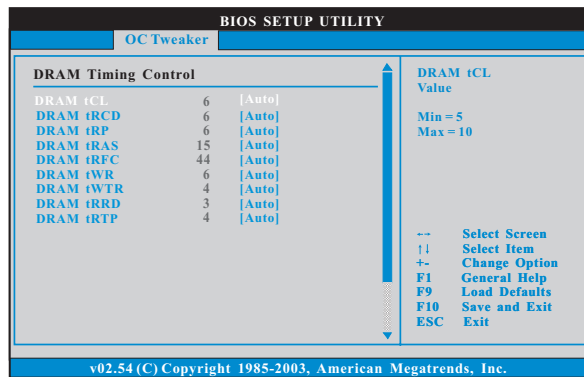 BIOS SETUP UTILITY
OC Tweaker
DRAM Timing Control
DRAM tCL 6 [Auto]
DRAM tRCD 6 [Auto]
DRAM tRP 6 [Auto]
DRAM tRAS 15 [Auto]
DRAM tRFC 44 [Auto]
DRAM tWR 6 [Auto]
DRAM tWTR 4 [Auto]
DRAM tRRD 3 [Auto]
DRAM tRTP 4 [Auto]
DRAM tCL
Value
Min = 5
Max = 10
←→ Select Screen
↑↓ Select Item
+- Change Option
F1 General Help
F9 Load Defaults
F10 Save and Exit
ESC Exit
v02.54 (C) Copyright 1985-2003, American Megatrends, Inc.